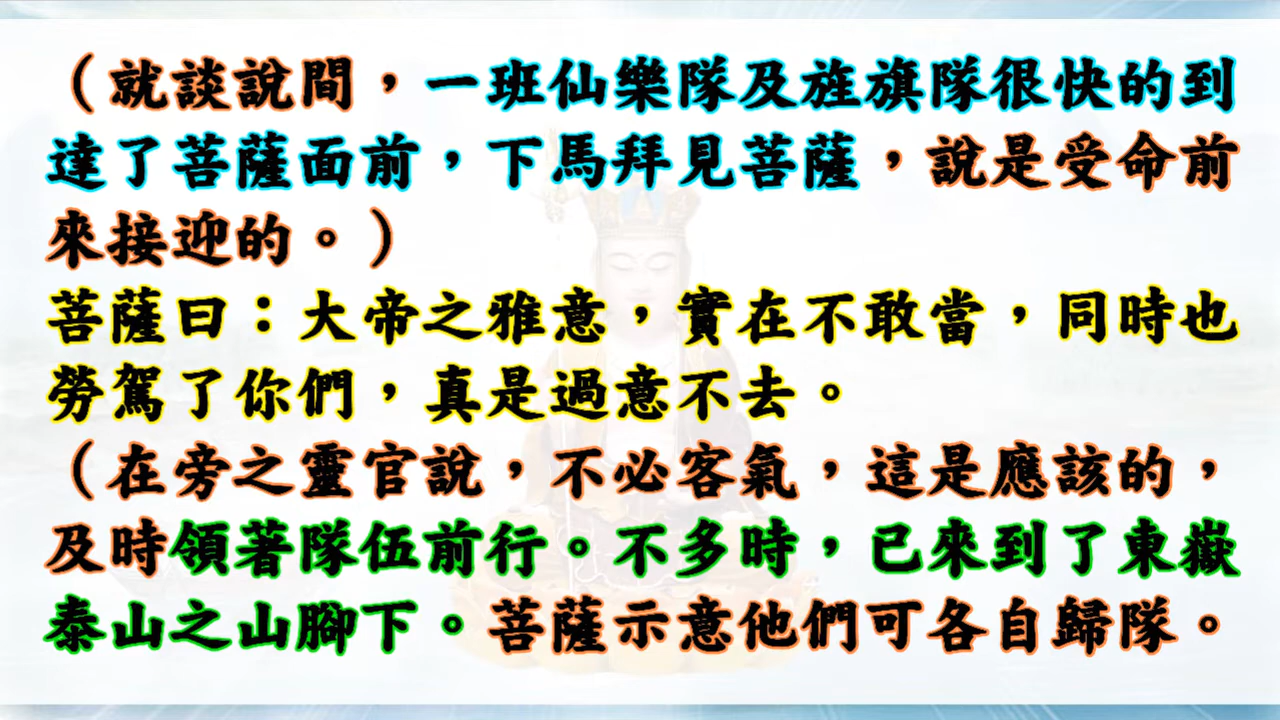 （就談說間，一班仙樂隊及旌旗隊很快的到
達了菩薩面前，下馬拜見菩薩，說是受命前
來接迎的。）
菩薩曰：大帝之雅意，實在不敢當，同時也
勞駕了你們，真是過意不去。
（在旁之靈官說，不必客氣，這是應該的，
及時領著隊伍前行。不多時，已來到了東嶽
泰山之山腳下。菩薩示意他們可各自歸隊。